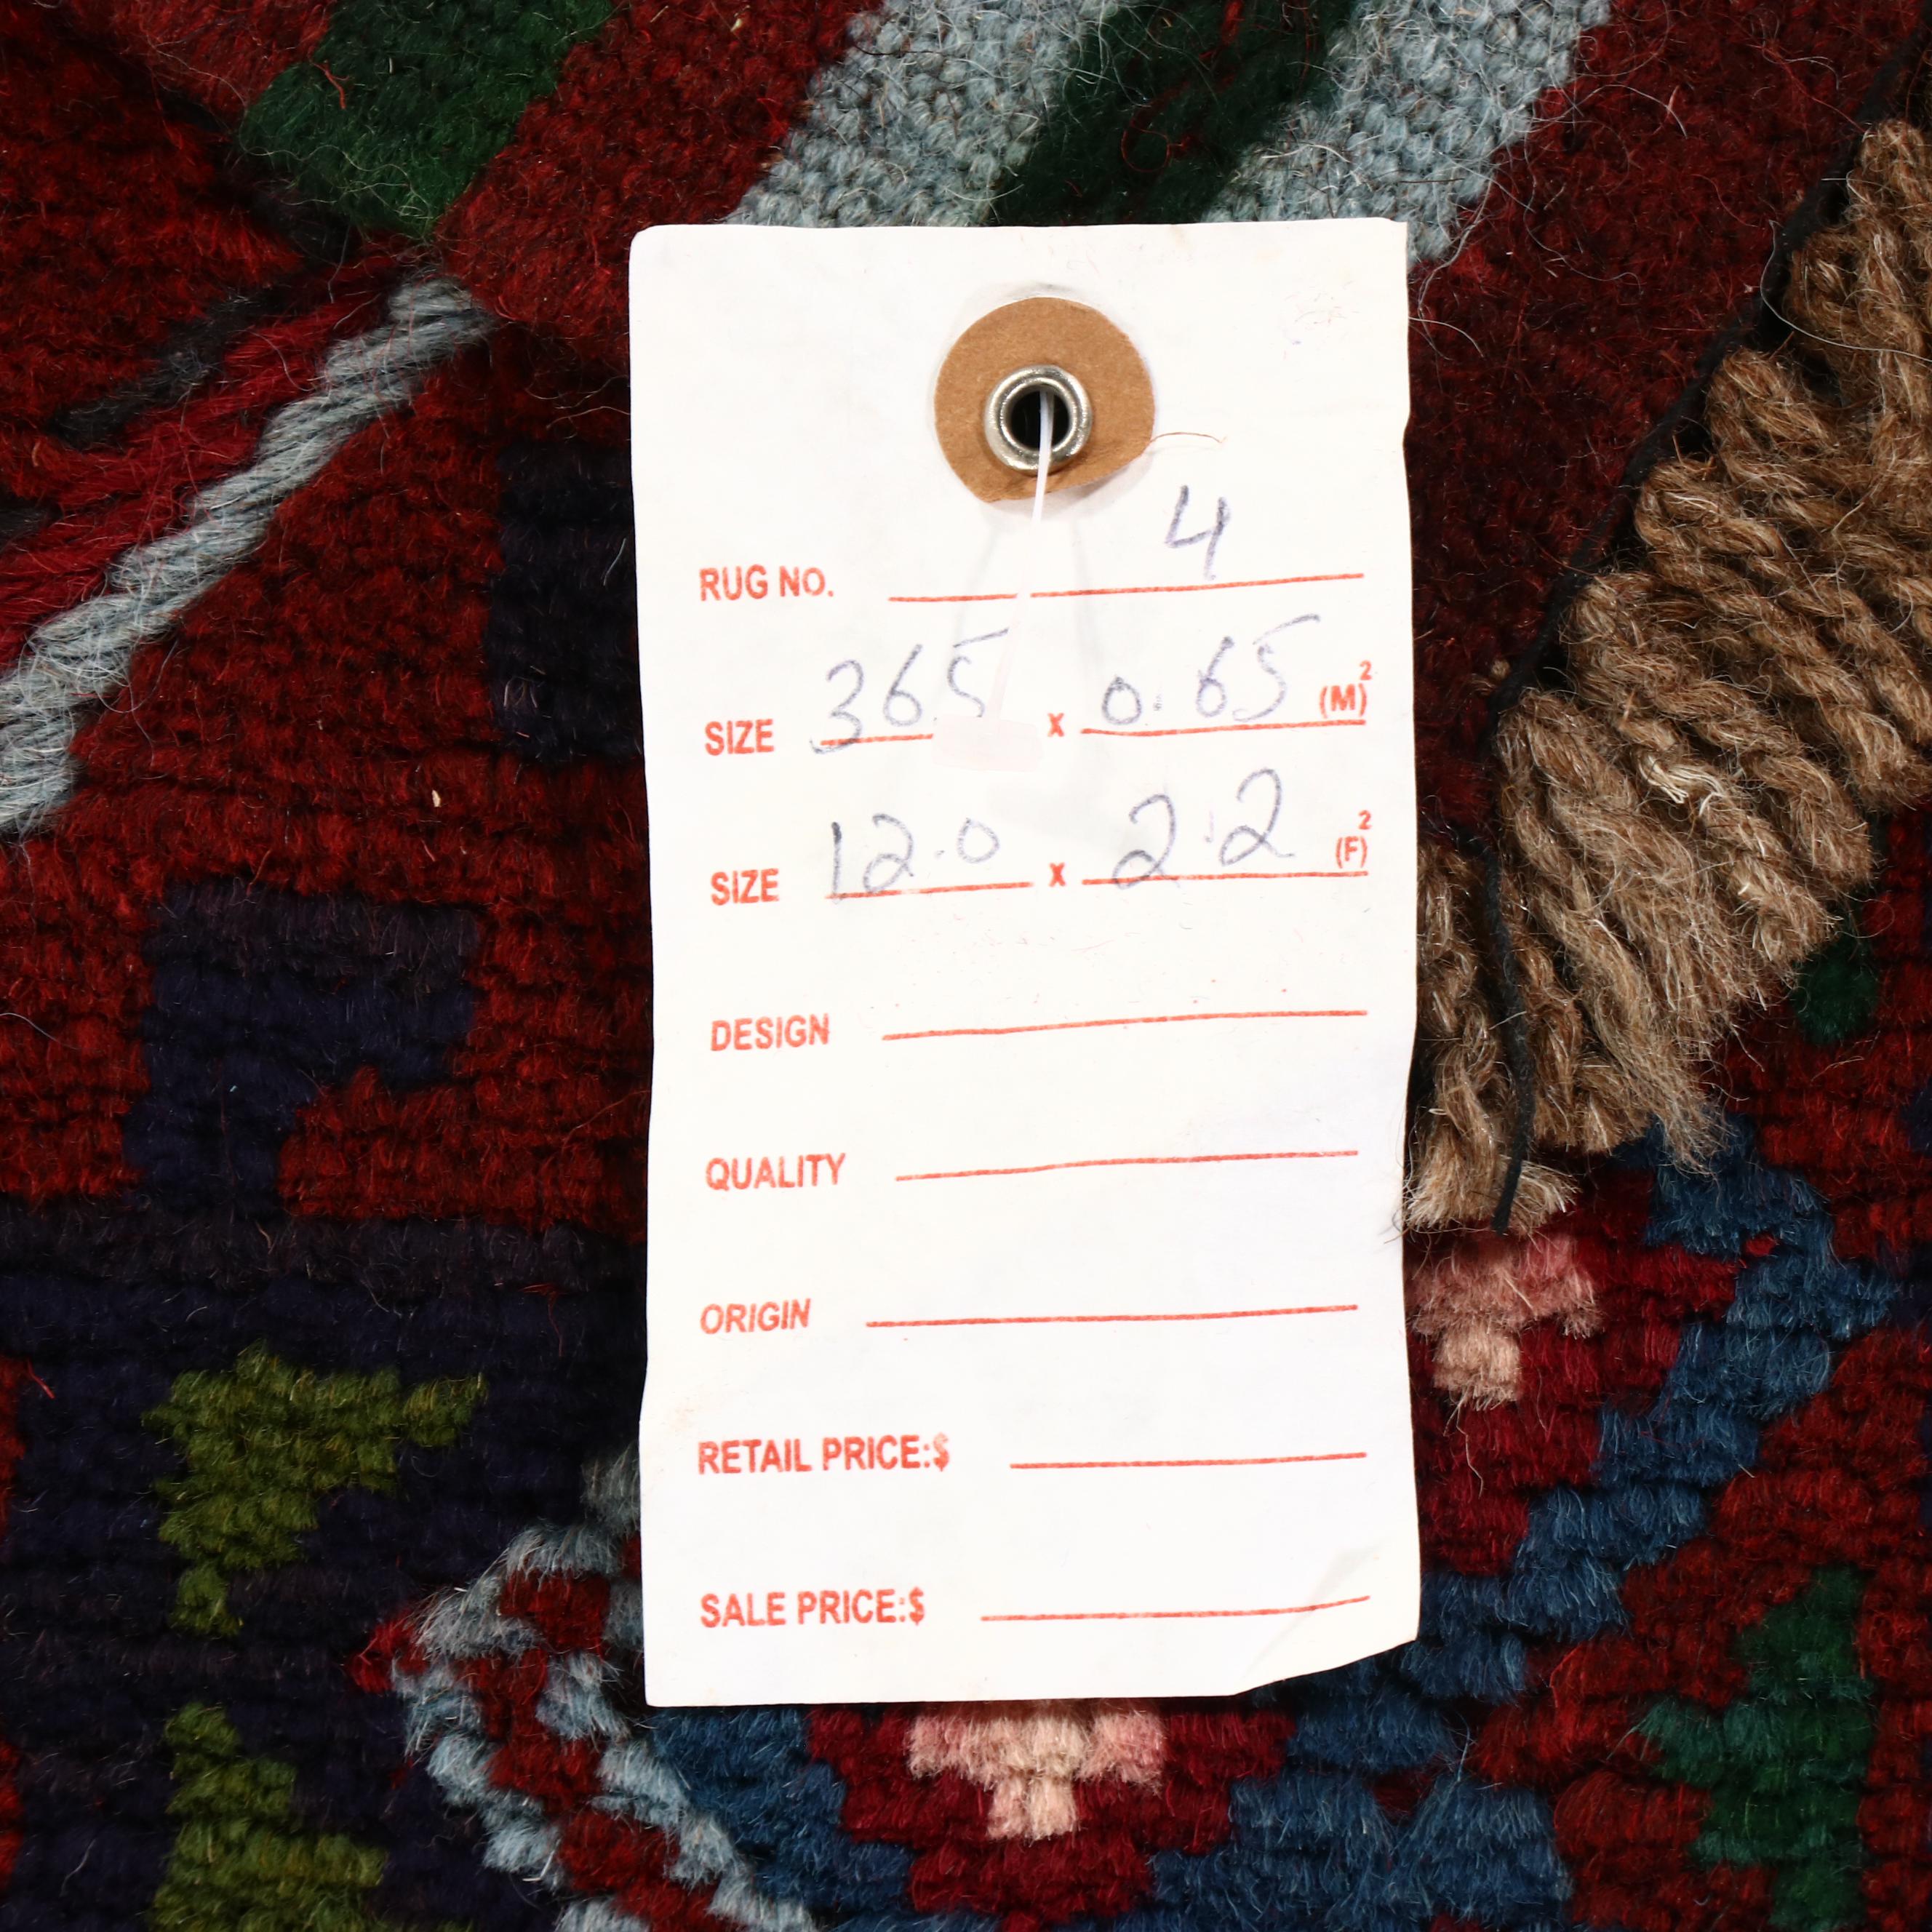 RUG NO. 4
SIZE 365 x 0.65 (M)²
SIZE 12.0 x 2.2 (F)²
DESIGN
QUALITY
ORIGIN
RETAIL PRICE:$
SALE PRICE:$